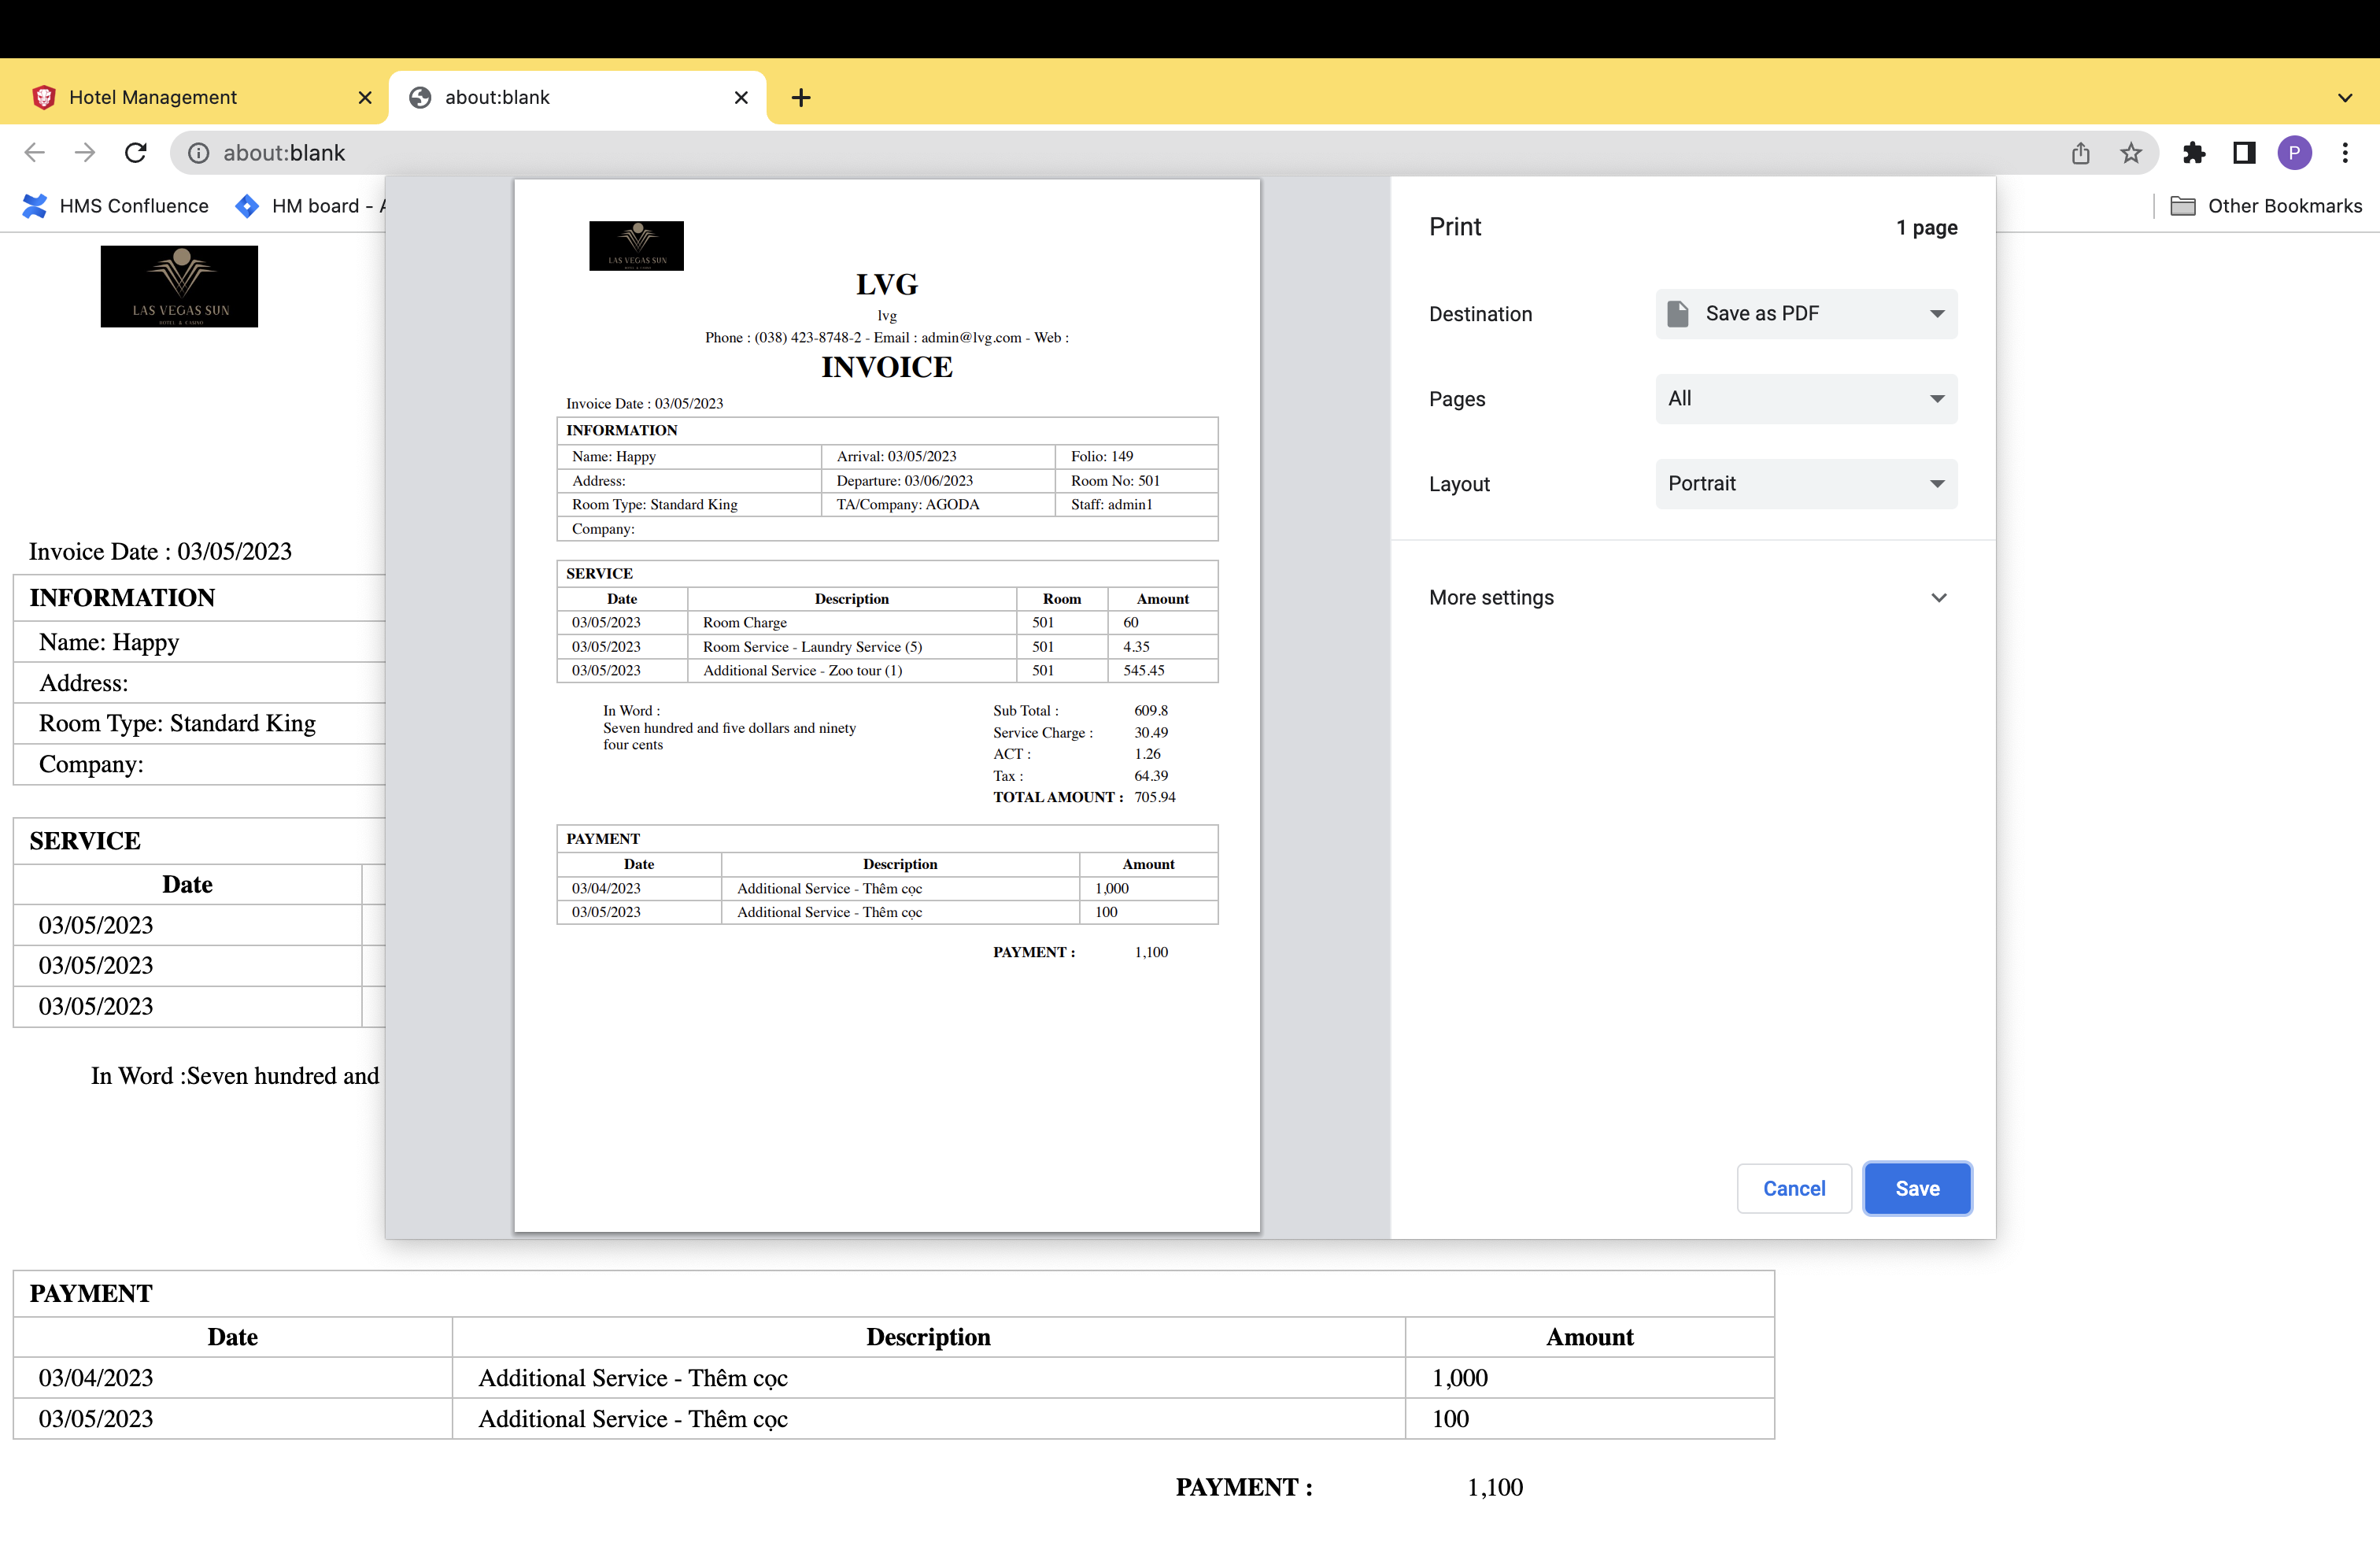 Hotel Management
about:blank
about:blank
HMS Confluence
HM board - A
Other Bookmarks
LAS VEGAS SUN
HOTEL & CASINO
Invoice Date : 03/05/2023
INFORMATION
Name: Happy
Address:
Room Type: Standard King
Company:
SERVICE
Date
03/05/2023
03/05/2023
03/05/2023
In Word :Seven hundred and
LAS VEGAS SUN
LVG
lvg
Phone : (038) 423-8748-2 - Email : admin@lvg.com - Web :
INVOICE
Invoice Date : 03/05/2023
INFORMATION
Name: Happy Arrival: 03/05/2023 Folio: 149
Address: Departure: 03/06/2023 Room No: 501
Room Type: Standard King TA/Company: AGODA Staff: admin1
Company:
SERVICE
Date Description Room Amount
03/05/2023 Room Charge 501 60
03/05/2023 Room Service - Laundry Service (5) 501 4.35
03/05/2023 Additional Service - Zoo tour (1) 501 545.45
In Word :
Seven hundred and five dollars and ninety
four cents
Sub Total : 609.8
Service Charge : 30.49
ACT : 1.26
Tax : 64.39
TOTAL AMOUNT : 705.94
PAYMENT
Date Description Amount
03/04/2023 Additional Service - Thêm cọc 1,000
03/05/2023 Additional Service - Thêm cọc 100
PAYMENT : 1,100
Print 1 page
Destination Save as PDF
Pages All
Layout Portrait
More settings
Cancel Save
P
PAYMENT
Date Description Amount
03/04/2023 Additional Service - Thêm cọc 1,000
03/05/2023 Additional Service - Thêm cọc 100
PAYMENT : 1,100